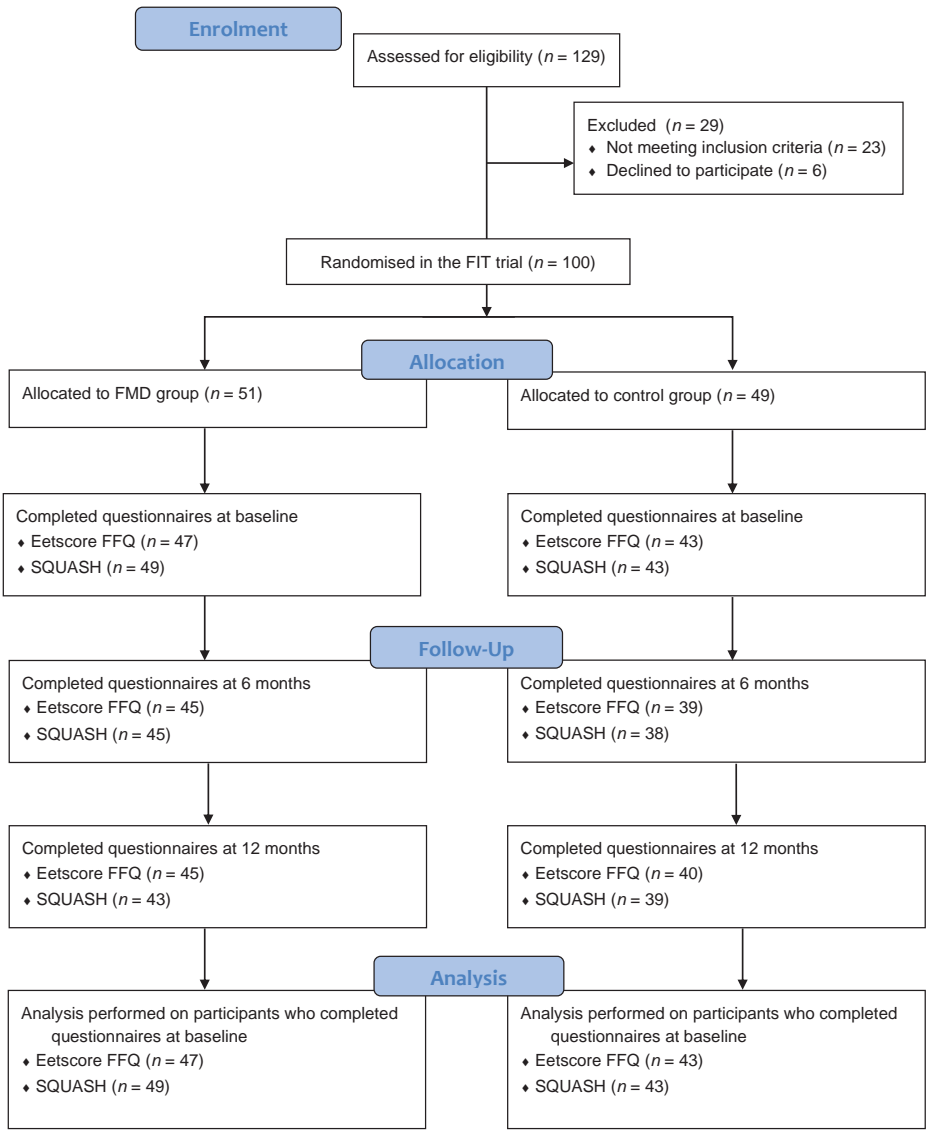 Enrolment
Assessed for eligibility (n = 129)
Excluded (n = 29)
♦ Not meeting inclusion criteria (n = 23)
♦ Declined to participate (n = 6)
Randomised in the FIT trial (n = 100)
Allocation
Allocated to FMD group (n = 51)
Allocated to control group (n = 49)
Completed questionnaires at baseline
♦ Eetscore FFQ (n = 47)
♦ SQUASH (n = 49)
Completed questionnaires at baseline
♦ Eetscore FFQ (n = 43)
♦ SQUASH (n = 43)
Follow-Up
Completed questionnaires at 6 months
♦ Eetscore FFQ (n = 45)
♦ SQUASH (n = 45)
Completed questionnaires at 6 months
♦ Eetscore FFQ (n = 39)
♦ SQUASH (n = 38)
Completed questionnaires at 12 months
♦ Eetscore FFQ (n = 45)
♦ SQUASH (n = 43)
Completed questionnaires at 12 months
♦ Eetscore FFQ (n = 40)
♦ SQUASH (n = 39)
Analysis
Analysis performed on participants who completed
questionnaires at baseline
♦ Eetscore FFQ (n = 47)
♦ SQUASH (n = 49)
Analysis performed on participants who completed
questionnaires at baseline
♦ Eetscore FFQ (n = 43)
♦ SQUASH (n = 43)